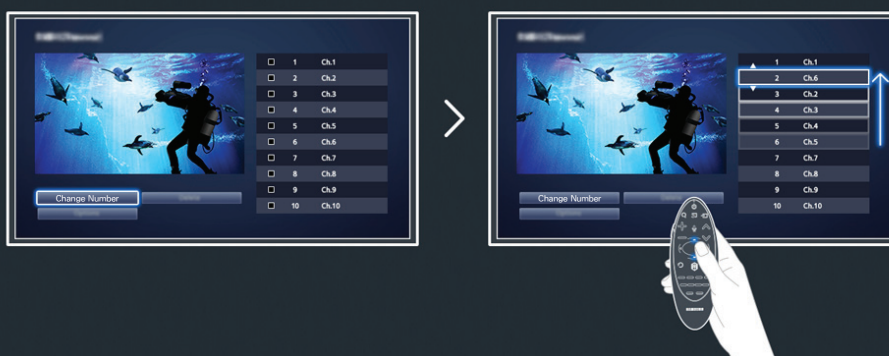 1 Ch.1
2 Ch.2
3 Ch.3
4 Ch.4
5 Ch.5
6 Ch.6
7 Ch.7
8 Ch.8
9 Ch.9
10 Ch.10
Change Number
1 Ch.1
2 Ch.6
3 Ch.2
4 Ch.3
5 Ch.4
6 Ch.5
7 Ch.7
8 Ch.8
9 Ch.9
10 Ch.10
Change Number